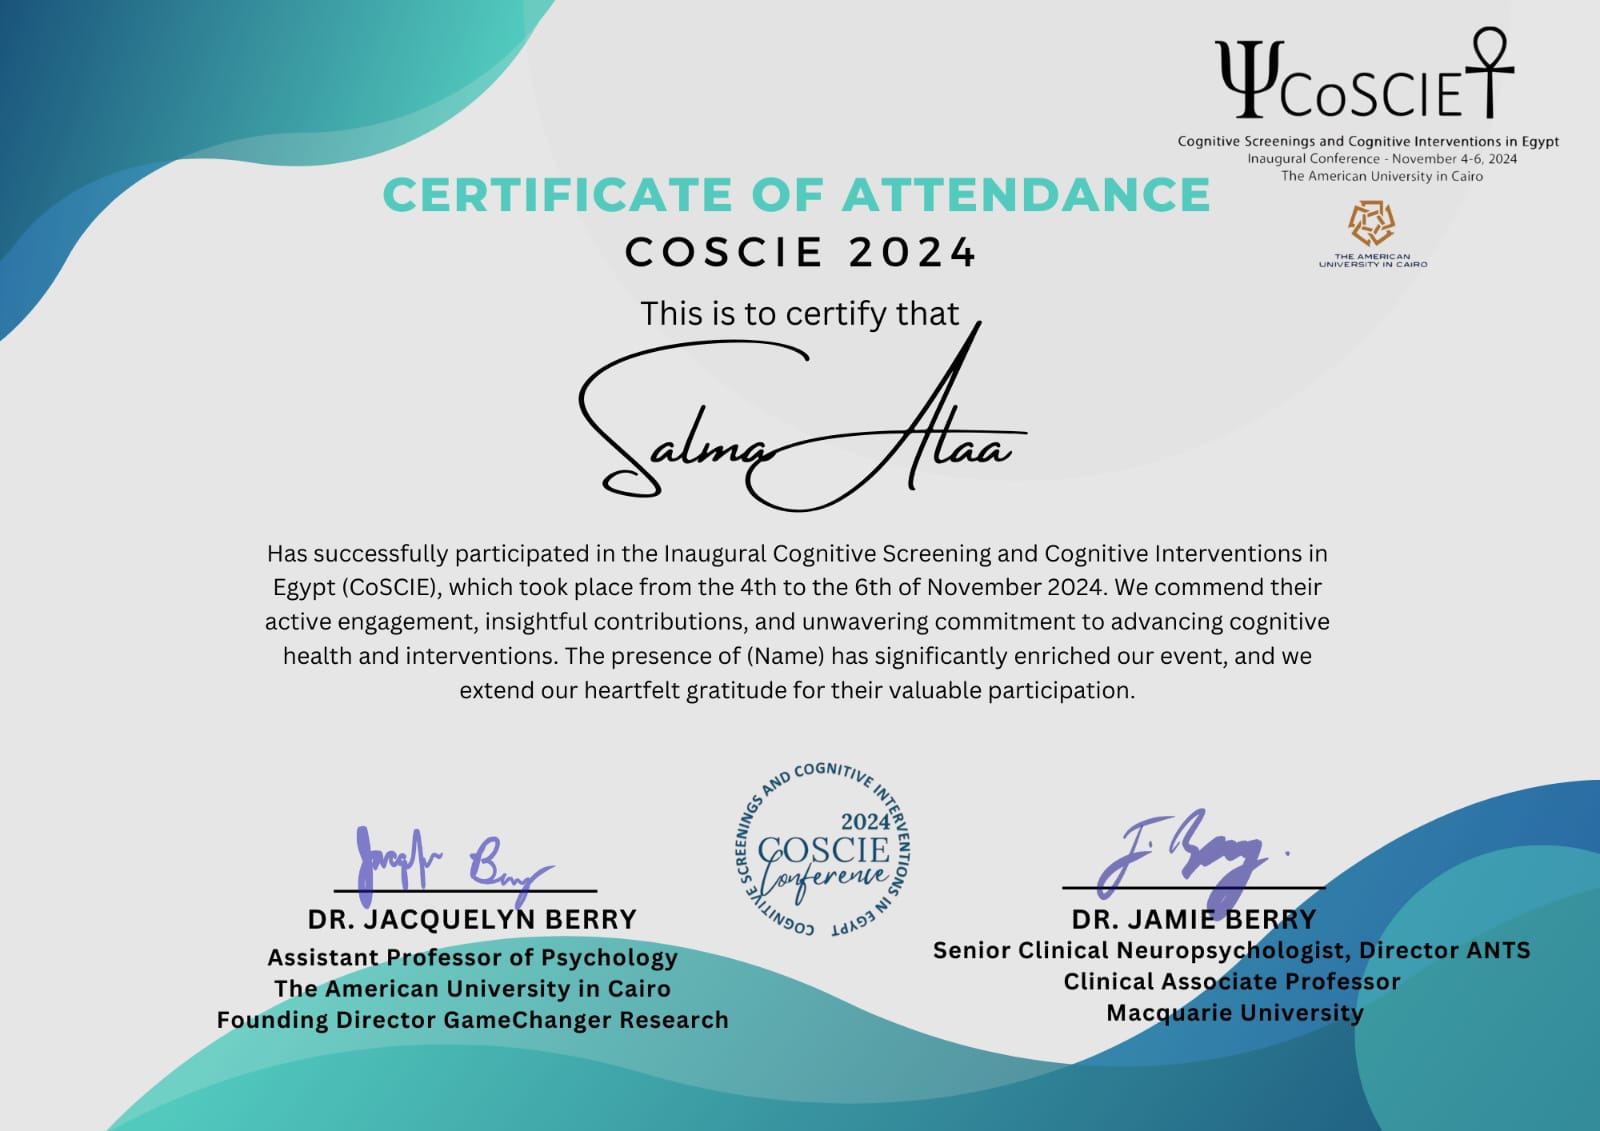 CoSCIE
Cognitive Screenings and Cognitive Interventions in Egypt
Inaugural Conference - November 4-6, 2024
The American University in Cairo
THE AMERICAN
UNIVERSITY IN CAIRO
CERTIFICATE OF ATTENDANCE
COSCIE 2024
This is to certify that
Salma Alaa
Has successfully participated in the Inaugural Cognitive Screening and Cognitive Interventions in
Egypt (CoSCIE), which took place from the 4th to the 6th of November 2024. We commend their
active engagement, insightful contributions, and unwavering commitment to advancing cognitive
health and interventions. The presence of (Name) has significantly enriched our event, and we
extend our heartfelt gratitude for their valuable participation.
COGNITIVE SCREENINGS AND COGNITIVE INTERVENTIONS IN EGYPT
2024
COSCIE
Conference
Jacqln Berry
DR. JACQUELYN BERRY
Assistant Professor of Psychology
The American University in Cairo
Founding Director GameChanger Research
J. Berry.
DR. JAMIE BERRY
Senior Clinical Neuropsychologist, Director ANTS
Clinical Associate Professor
Macquarie University